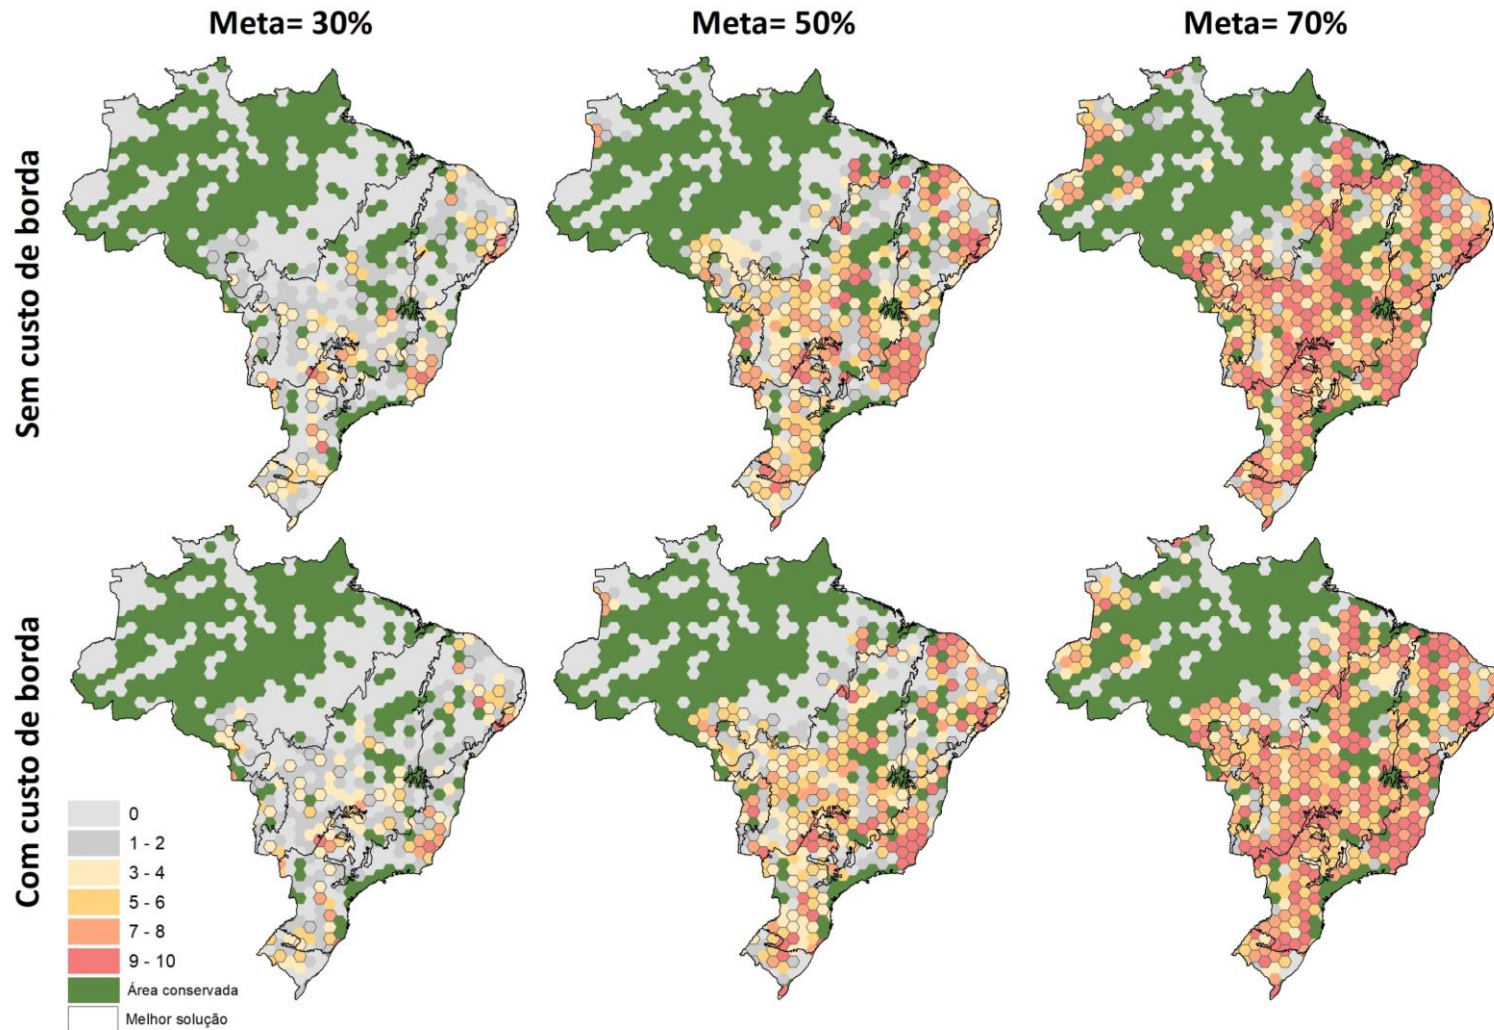 Meta= 30%
Meta= 50%
Meta= 70%
Sem custo de borda
Com custo de borda
0
1 - 2
3 - 4
5 - 6
7 - 8
9 - 10
Área conservada
Melhor solução